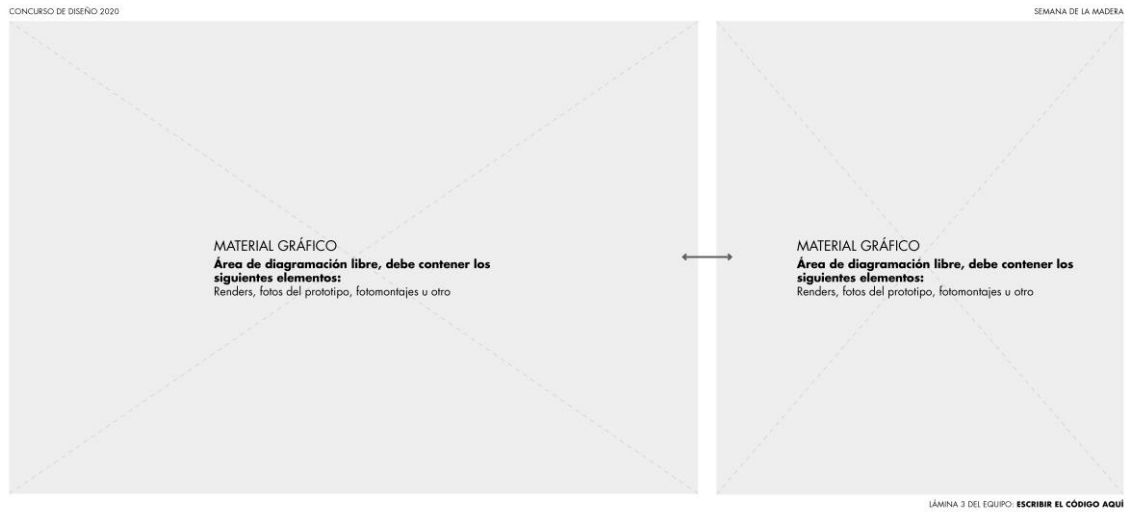 CONCURSO DE DISEÑO 2020
SEMANA DE LA MADERA
MATERIAL GRÁFICO
Área de diagramación libre, debe contener los
siguientes elementos:
Renders, fotos del prototipo, fotomontajes u otro
MATERIAL GRÁFICO
Área de diagramación libre, debe contener los
siguientes elementos:
Renders, fotos del prototipo, fotomontajes u otro
LÁMINA 3 DEL EQUIPO: ESCRIBIR EL CÓDIGO AQUÍ